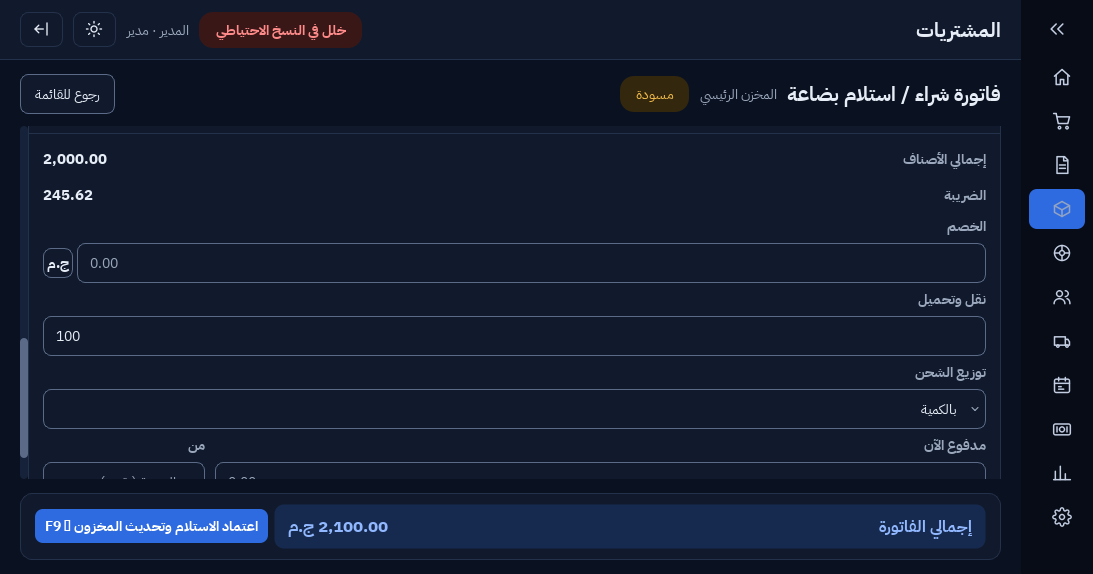 المشتريات
خلل في النسخ الاحتياطي
المدير · مدير
فاتورة شراء / استلام بضاعة
المخزن الرئيسي
مسودة
رجوع للقائمة
إجمالي الأصناف
2,000.00
الضريبة
245.62
الخصم
0.00
ج.م
نقل وتحميل
100
توزيع الشحن
بالكمية
مدفوع الآن
من
إجمالي الفاتورة
2,100.00 ج.م
اعتماد الاستلام وتحديث المخزون F9